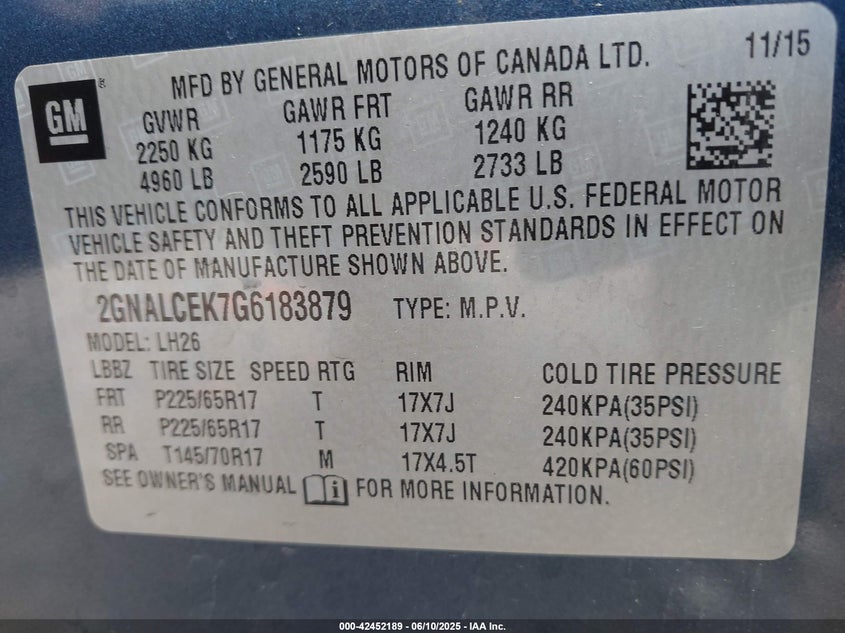 MFD BY GENERAL MOTORS OF CANADA LTD. 11/15
GM
GVWR GAWR FRT GAWR RR
2250 KG 1175 KG 1240 KG
4960 LB 2590 LB 2733 LB
THIS VEHICLE CONFORMS TO ALL APPLICABLE U.S. FEDERAL MOTOR
VEHICLE SAFETY AND THEFT PREVENTION STANDARDS IN EFFECT ON
THE DATE OF MANUFACTURE SHOWN ABOVE.
2GNALCEK7G6183879 TYPE: M.P.V.
MODEL: LH26
LBBZ TIRE SIZE SPEED RTG RIM COLD TIRE PRESSURE
FRT P225/65R17 T 17X7J 240KPA(35PSI)
RR P225/65R17 T 17X7J 240KPA(35PSI)
SPA T145/70R17 M 17X4.5T 420KPA(60PSI)
SEE OWNER'S MANUAL i FOR MORE INFORMATION.
000-42452189 - 06/10/2025 - IAA Inc.